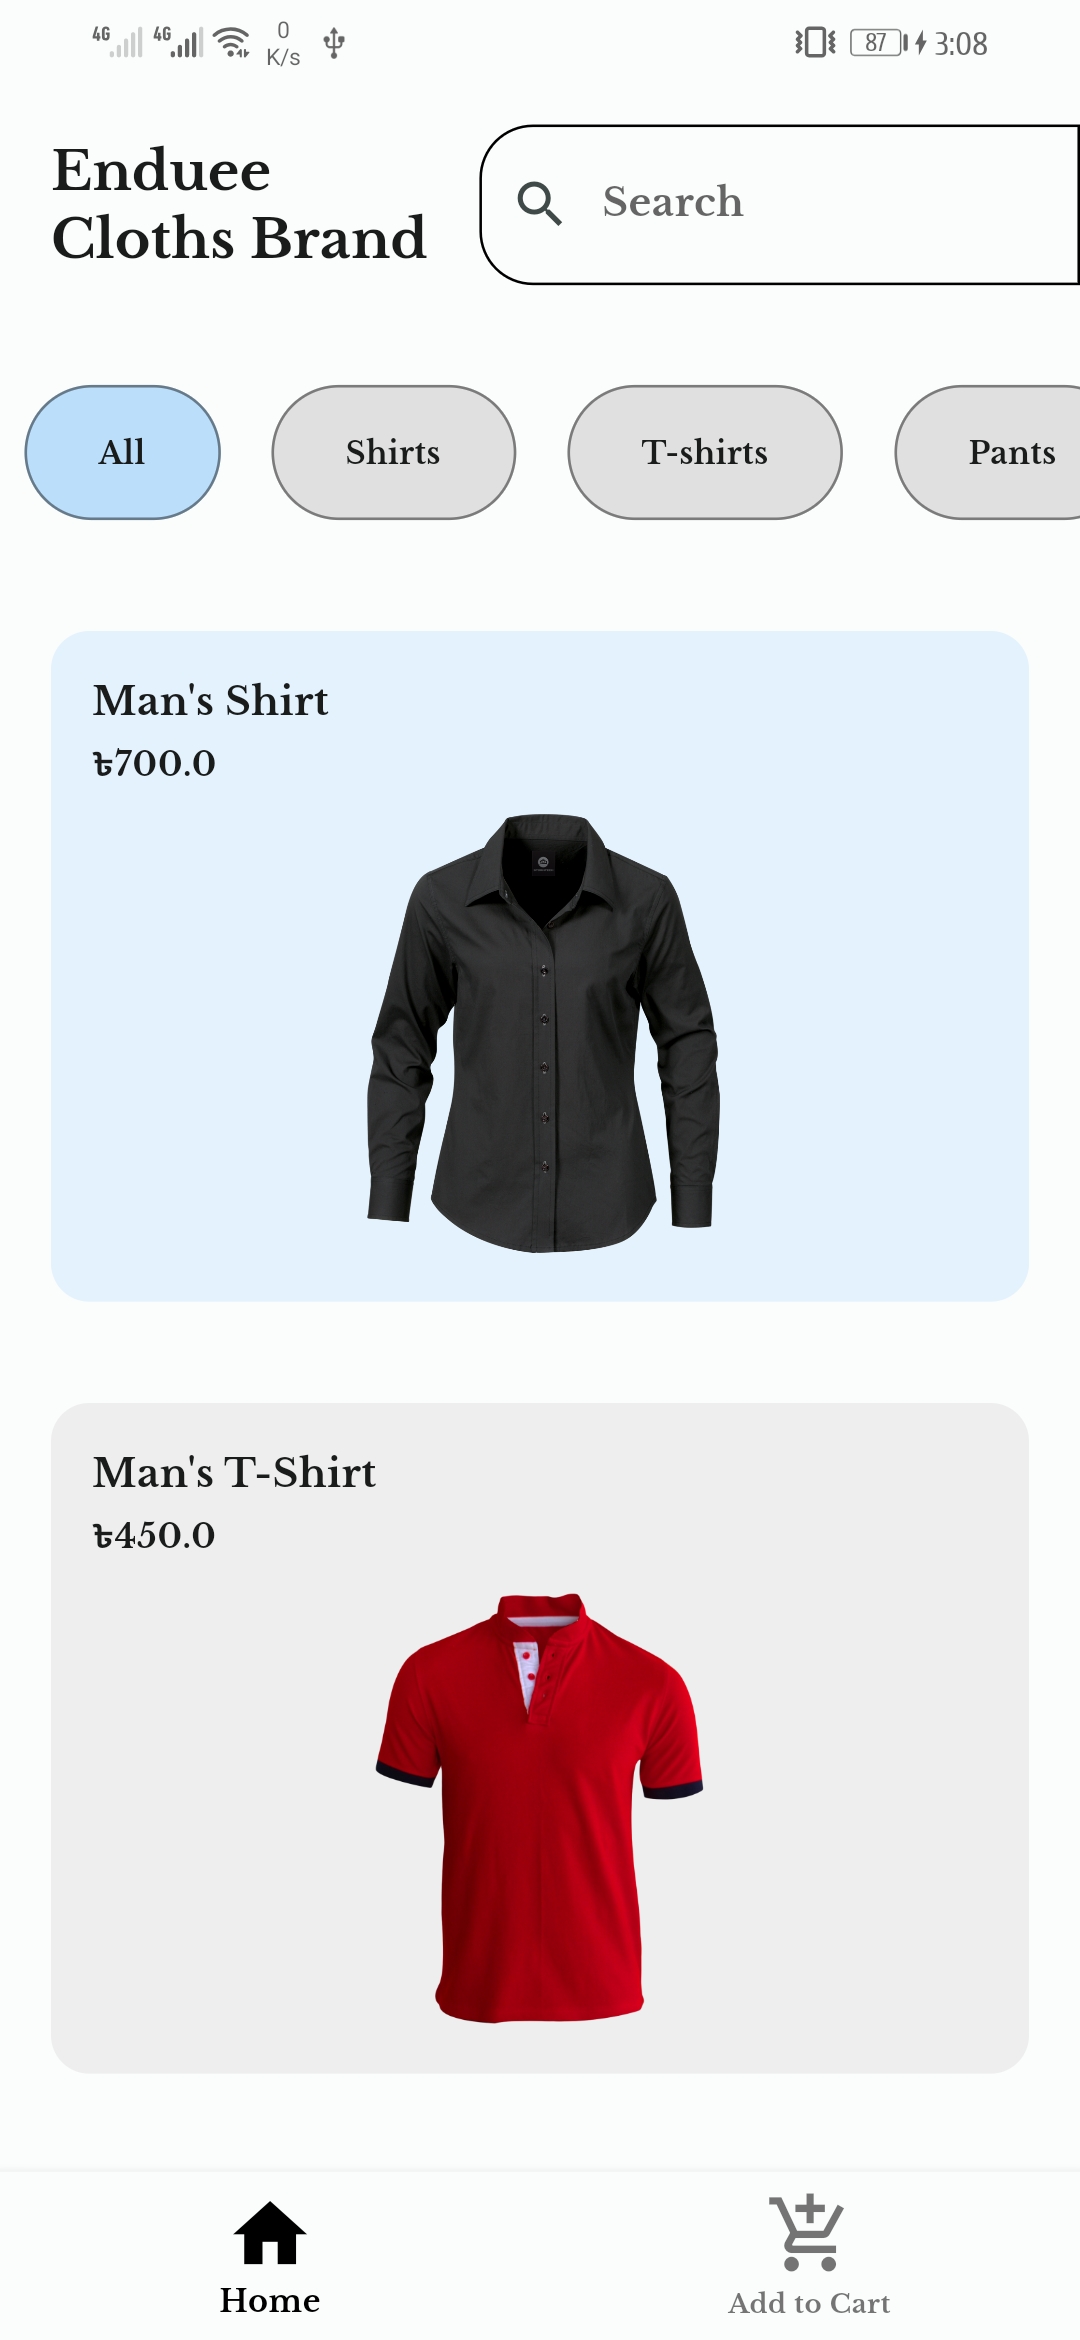 4G 4G 0 K/s 87 3:08
Enduee
Cloths Brand
Search
All Shirts T-shirts Pants
Man's Shirt
৳700.0
Man's T-Shirt
৳450.0
Home Add to Cart